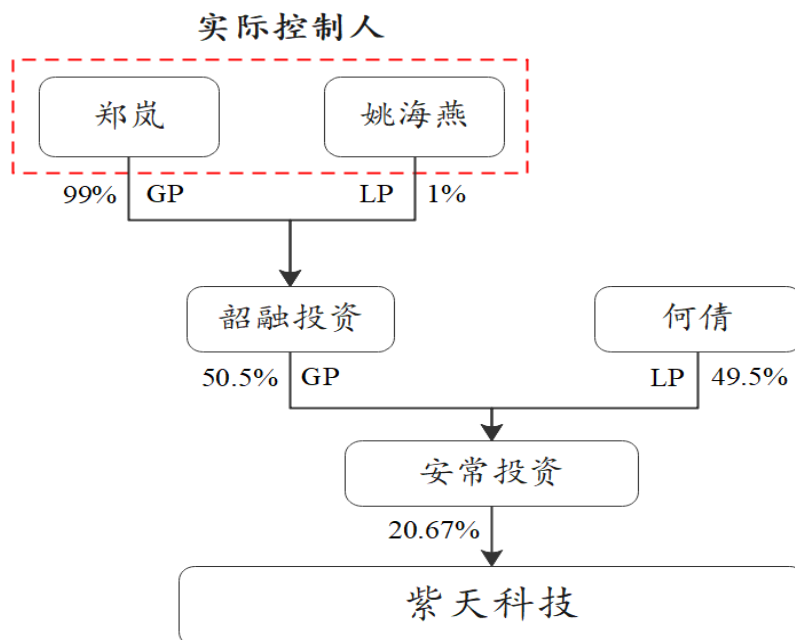 实际控制人
郑岚 姚海燕
99% GP LP 1%
韶融投资 何倩
50.5% GP LP 49.5%
安常投资
20.67%
紫天科技